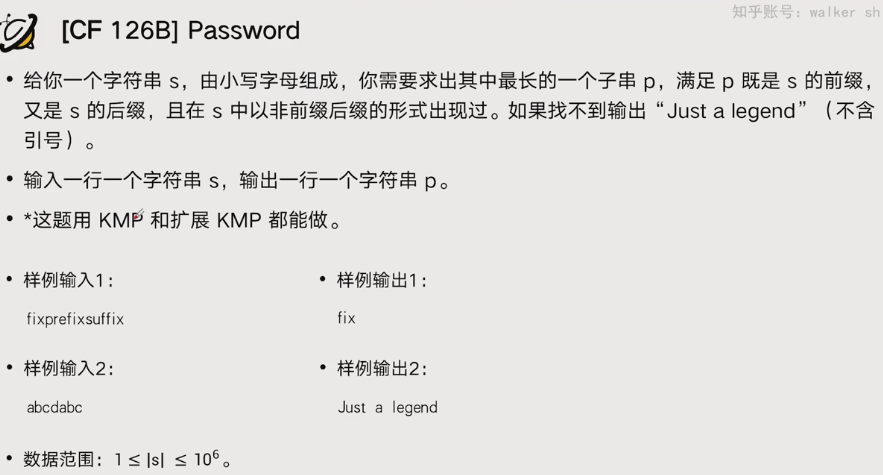 知乎账号：walker sh
[CF 126B] Password
• 给你一个字符串 s，由小写字母组成，你需要求出其中最长的一个子串 p，满足 p 既是 s 的前缀，
又是 s 的后缀，且在 s 中以非前缀后缀的形式出现过。如果找不到输出“Just a legend”（不含
引号）。
• 输入一行一个字符串 s，输出一行一个字符串 p。
• *这题用 KMP 和扩展 KMP 都能做。
• 样例输入1：
fixprefixsuffix
• 样例输出1：
fix
• 样例输入2：
abcdabc
• 样例输出2：
Just a legend
• 数据范围：1 ≤ |s| ≤ 10⁶。